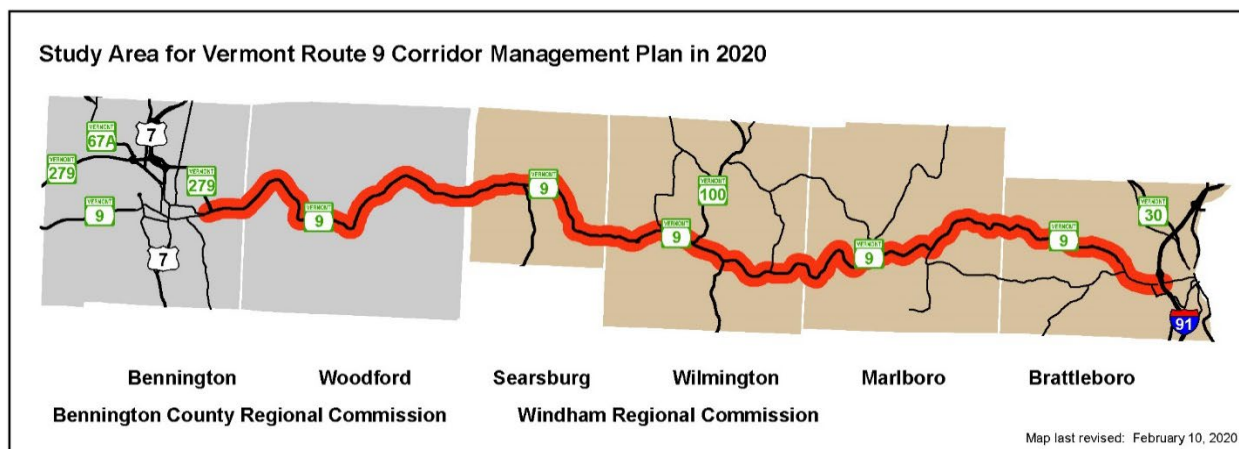 Study Area for Vermont Route 9 Corridor Management Plan in 2020
VERMONT
67A
7
VERMONT
279
VERMONT
279
VERMONT
9
7
VERMONT
9
VERMONT
9
VERMONT
100
VERMONT
9
VERMONT
9
VERMONT
9
VERMONT
30
91
Bennington Woodford Searsburg Wilmington Marlboro Brattleboro
Bennington County Regional Commission Windham Regional Commission
Map last revised: February 10, 2020